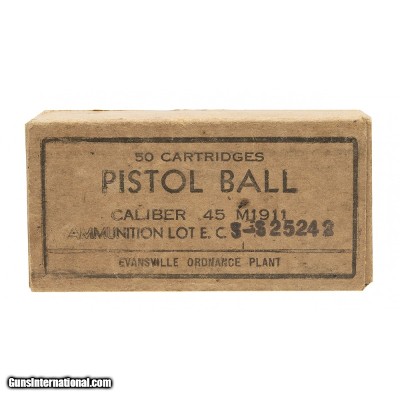 50 CARTRIDGES
PISTOL BALL
CALIBER .45 M1911
AMMUNITION LOT E. C. S-S25243
EVANSVILLE ORDNANCE PLANT
GunsInternational.com